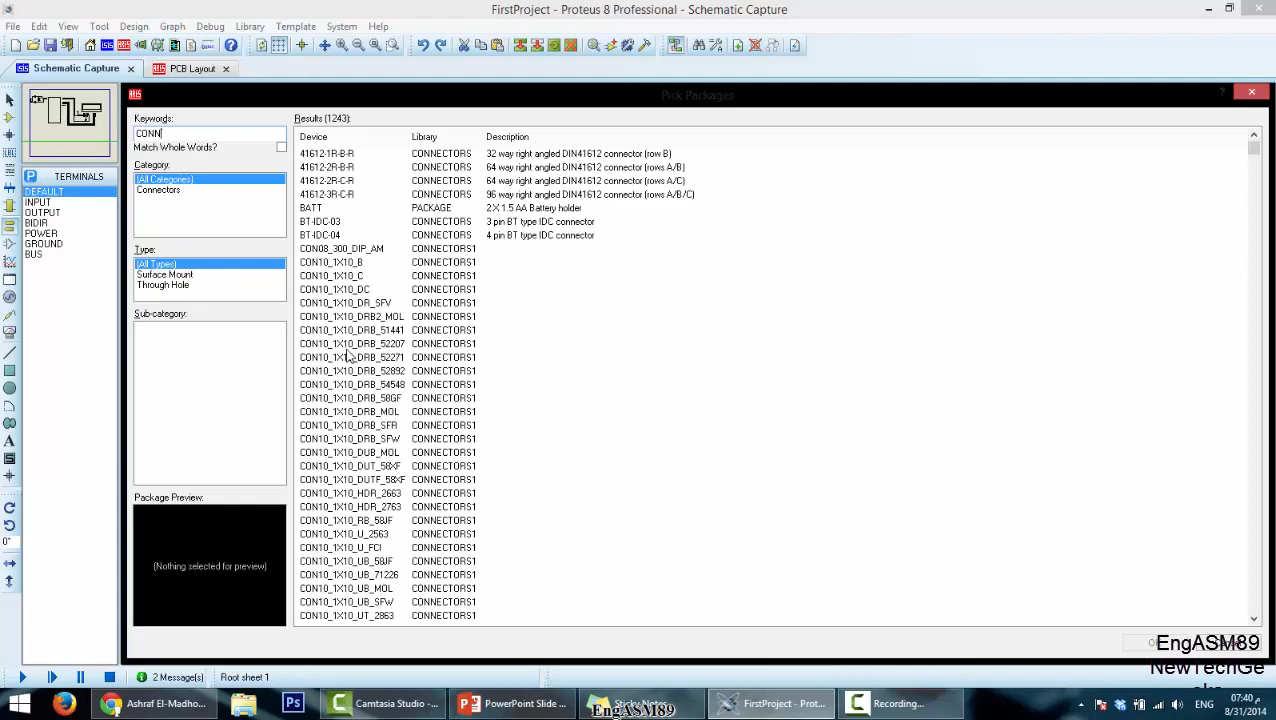 FirstProject - Proteus 8 Professional - Schematic Capture
File Edit View Tool Design Graph Debug Library Template System Help
Schematic Capture
PCB Layout
Pick Packages
Keywords:
CONN
Match Whole Words?
Category:
(All Categories)
Connectors
Type:
(All Types)
Surface Mount
Through Hole
Sub-category:
Package Preview:
(Nothing selected for preview)
P TERMINALS
DEFAULT
INPUT
OUTPUT
BIDIR
POWER
GROUND
BUS
0°
Results (1243):
Device Library Description
41612-1R-B-R CONNECTORS 32 way right angled DIN41612 connector (row B)
41612-2R-B-R CONNECTORS 64 way right angled DIN41612 connector (rows A/B)
41612-2R-C-R CONNECTORS 64 way right angled DIN41612 connector (rows A/C)
41612-3R-C-R CONNECTORS 96 way right angled DIN41612 connector (rows A/B/C)
BATT PACKAGE 2 X 1.5 AA Battery holder
BT-IDC-03 CONNECTORS 3 pin BT type IDC connector
BT-IDC-04 CONNECTORS 4 pin BT type IDC connector
CON08_300_DIP_AM CONNECTORS1
CON10_1X10_B CONNECTORS1
CON10_1X10_C CONNECTORS1
CON10_1X10_DC CONNECTORS1
CON10_1X10_DR_SFV CONNECTORS1
CON10_1X10_DRB2_MOL CONNECTORS1
CON10_1X10_DRB_51441 CONNECTORS1
CON10_1X10_DRB_52207 CONNECTORS1
CON10_1X10_DRB_52271 CONNECTORS1
CON10_1X10_DRB_52892 CONNECTORS1
CON10_1X10_DRB_54548 CONNECTORS1
CON10_1X10_DRB_58GF CONNECTORS1
CON10_1X10_DRB_MOL CONNECTORS1
CON10_1X10_DRB_SFR CONNECTORS1
CON10_1X10_DRB_SFW CONNECTORS1
CON10_1X10_DUB_MOL CONNECTORS1
CON10_1X10_DUT_58XF CONNECTORS1
CON10_1X10_DUTF_58XF CONNECTORS1
CON10_1X10_HDR_2663 CONNECTORS1
CON10_1X10_HDR_2763 CONNECTORS1
CON10_1X10_RB_58JF CONNECTORS1
CON10_1X10_U_2563 CONNECTORS1
CON10_1X10_U_FCI CONNECTORS1
CON10_1X10_UB_58JF CONNECTORS1
CON10_1X10_UB_71226 CONNECTORS1
CON10_1X10_UB_MOL CONNECTORS1
CON10_1X10_UB_SFW CONNECTORS1
CON10_1X10_UT_2863 CONNECTORS1
EngASM89
NewTechGe
2 Message(s)
Root sheet 1
Ashraf El-Madho...
Camtasia Studio -...
PowerPoint Slide ...
EngASM89
FirstProject - Prot...
Recording...
ENG
07:40 م
8/31/2014